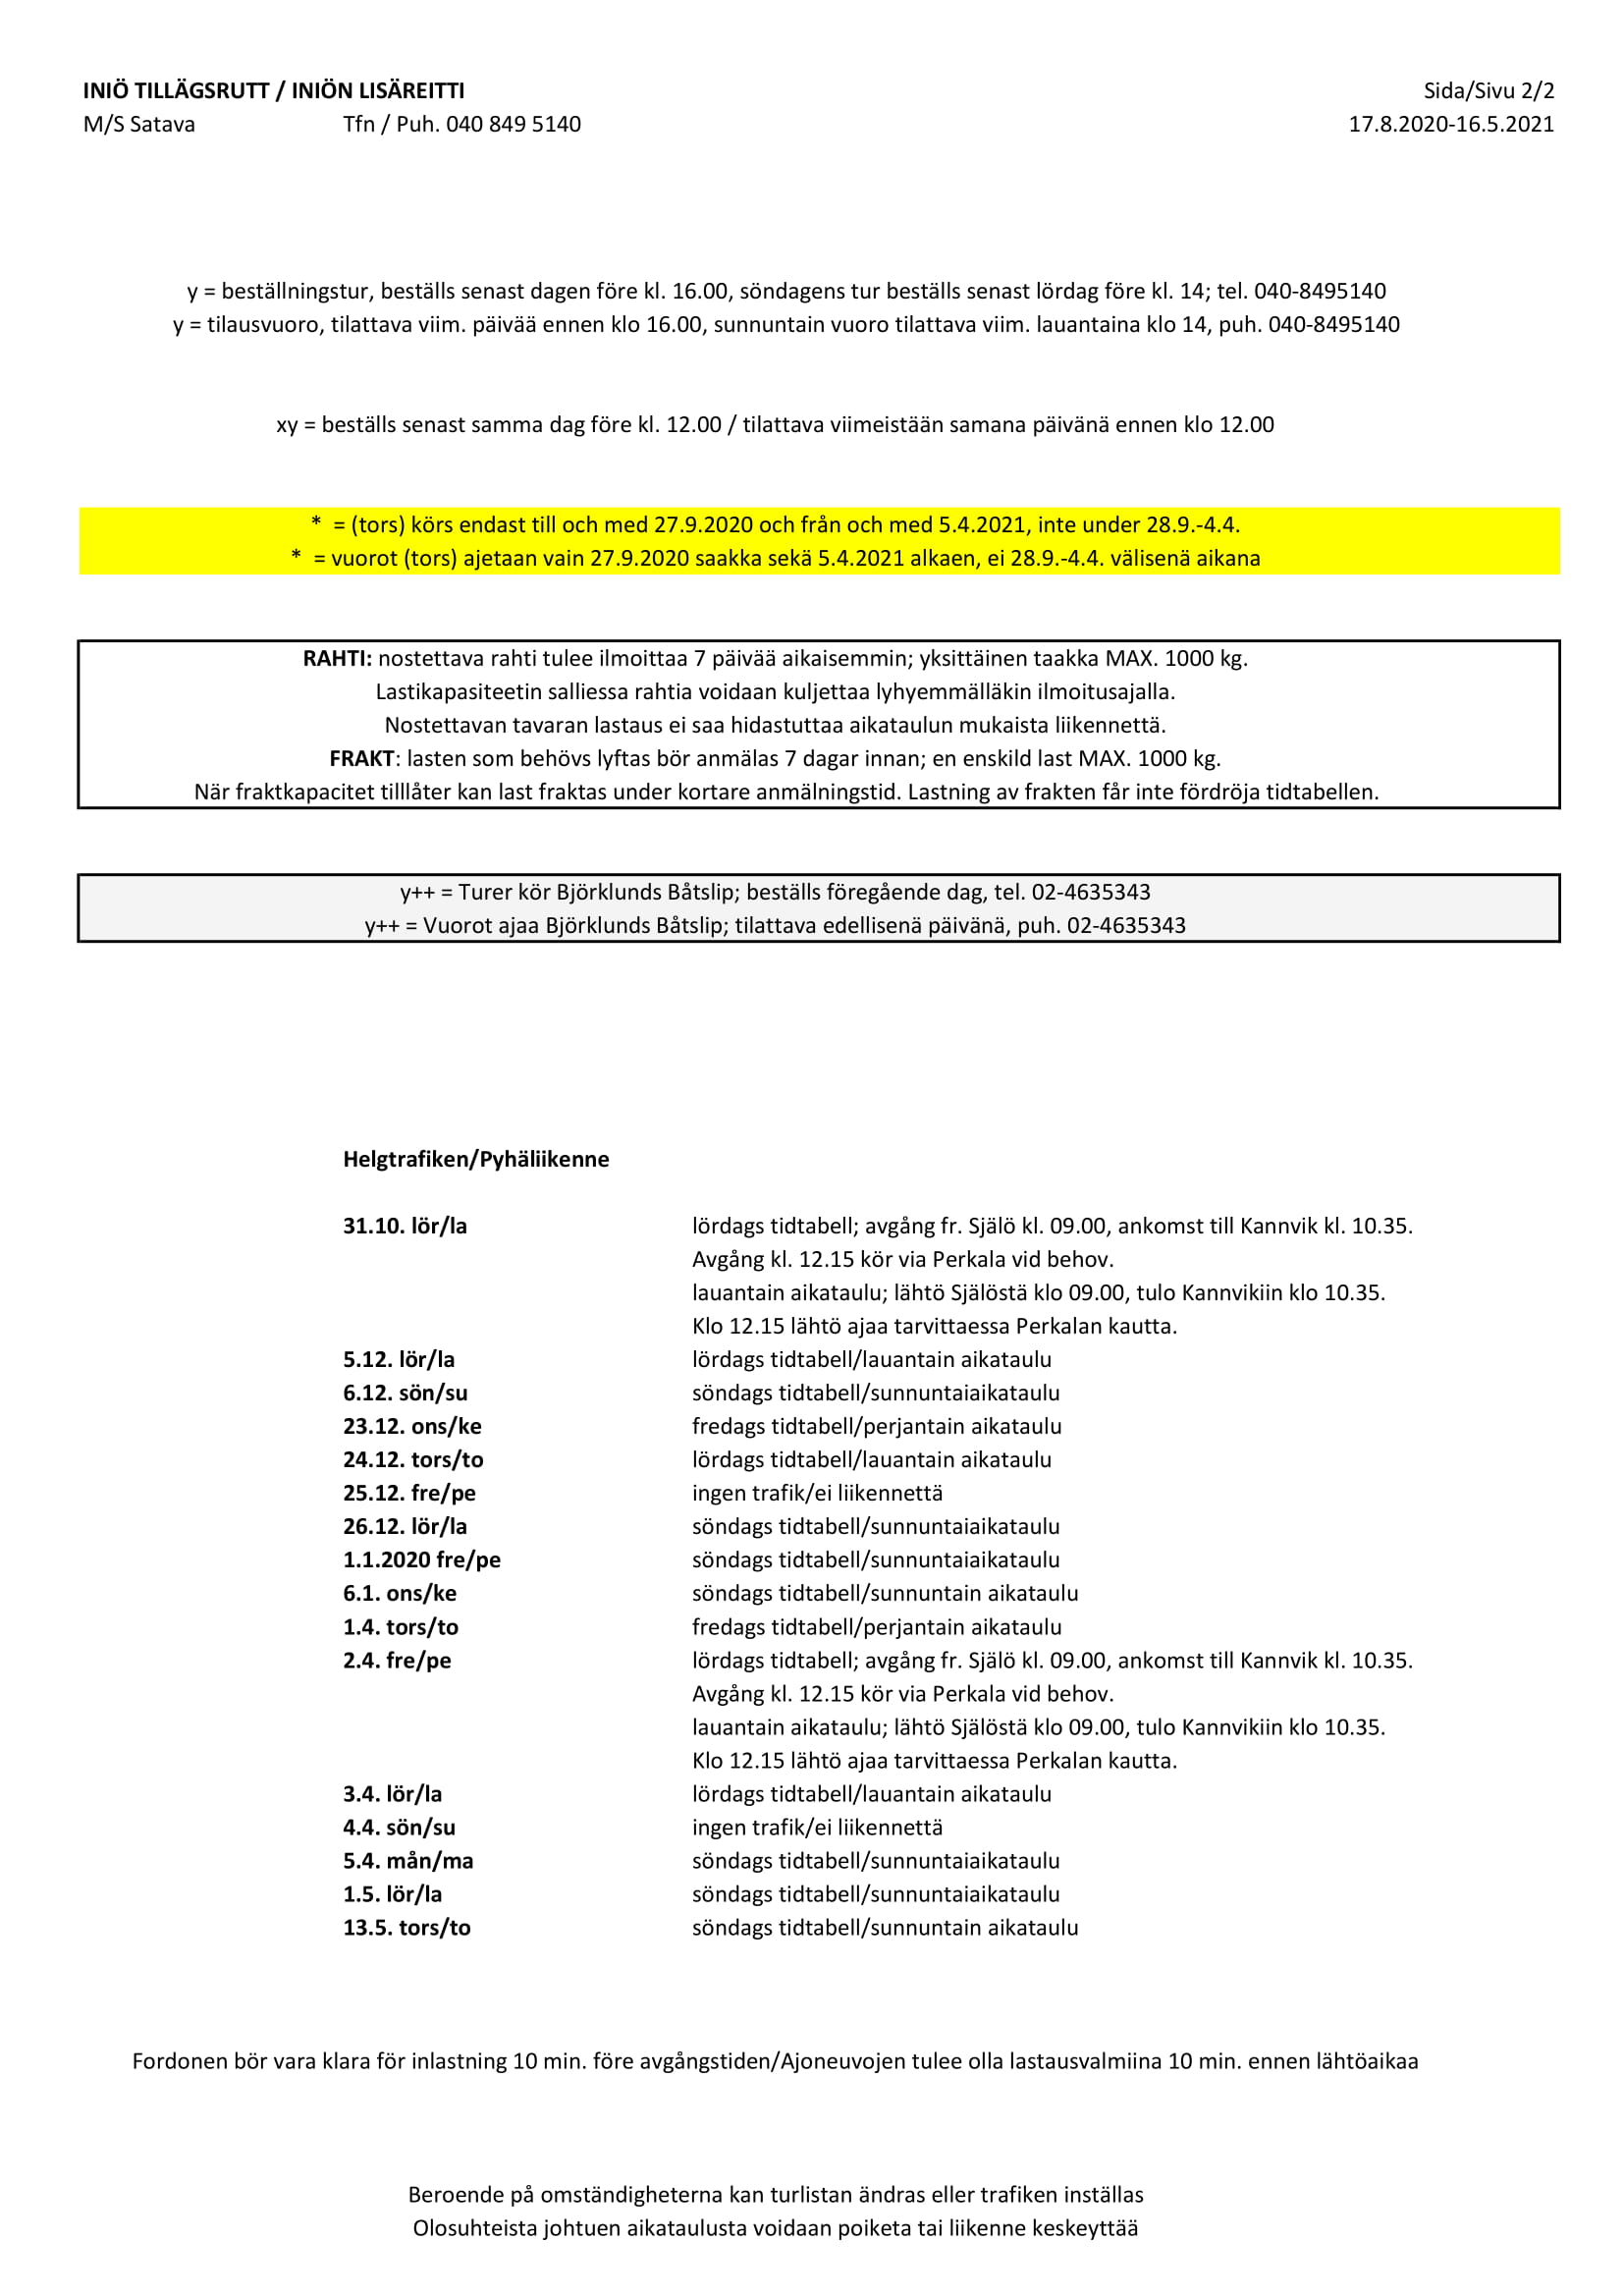 INIÖ TILLÄGSRUTT / INIÖN LISÄREITTI Sida/Sivu 2/2
M/S Satava Tfn / Puh. 040 849 5140 17.8.2020-16.5.2021
y = beställningstur, beställs senast dagen före kl. 16.00, söndagens tur beställs senast lördag före kl. 14; tel. 040-8495140
y = tilausvuoro, tilattava viim. päivää ennen klo 16.00, sunnuntain vuoro tilattava viim. lauantaina klo 14, puh. 040-8495140
xy = beställs senast samma dag före kl. 12.00 / tilattava viimeistään samana päivänä ennen klo 12.00
* = (tors) körs endast till och med 27.9.2020 och från och med 5.4.2021, inte under 28.9.-4.4.
* = vuorot (tors) ajetaan vain 27.9.2020 saakka sekä 5.4.2021 alkaen, ei 28.9.-4.4. välisenä aikana
RAHTI: nostettava rahti tulee ilmoittaa 7 päivää aikaisemmin; yksittäinen taakka MAX. 1000 kg.
Lastikapasiteetin salliessa rahtia voidaan kuljettaa lyhyemmälläkin ilmoitusajalla.
Nostettavan tavaran lastaus ei saa hidastuttaa aikataulun mukaista liikennettä.
FRAKT: lasten som behövs lyftas bör anmälas 7 dagar innan; en enskild last MAX. 1000 kg.
När fraktkapacitet tilllåter kan last fraktas under kortare anmälningstid. Lastning av frakten får inte fördröja tidtabellen.
y++ = Turer kör Björklunds Båtslip; beställs föregående dag, tel. 02-4635343
y++ = Vuorot ajaa Björklunds Båtslip; tilattava edellisenä päivänä, puh. 02-4635343
Helgtrafiken/Pyhäliikenne
31.10. lör/la lördags tidtabell; avgång fr. Själö kl. 09.00, ankomst till Kannvik kl. 10.35.
Avgång kl. 12.15 kör via Perkala vid behov.
lauantain aikataulu; lähtö Själöstä klo 09.00, tulo Kannvikiin klo 10.35.
Klo 12.15 lähtö ajaa tarvittaessa Perkalan kautta.
5.12. lör/la lördags tidtabell/lauantain aikataulu
6.12. sön/su söndags tidtabell/sunnuntaiaikataulu
23.12. ons/ke fredags tidtabell/perjantain aikataulu
24.12. tors/to lördags tidtabell/lauantain aikataulu
25.12. fre/pe ingen trafik/ei liikennettä
26.12. lör/la söndags tidtabell/sunnuntaiaikataulu
1.1.2020 fre/pe söndags tidtabell/sunnuntaiaikataulu
6.1. ons/ke söndags tidtabell/sunnuntain aikataulu
1.4. tors/to fredags tidtabell/perjantain aikataulu
2.4. fre/pe lördags tidtabell; avgång fr. Själö kl. 09.00, ankomst till Kannvik kl. 10.35.
Avgång kl. 12.15 kör via Perkala vid behov.
lauantain aikataulu; lähtö Själöstä klo 09.00, tulo Kannvikiin klo 10.35.
Klo 12.15 lähtö ajaa tarvittaessa Perkalan kautta.
3.4. lör/la lördags tidtabell/lauantain aikataulu
4.4. sön/su ingen trafik/ei liikennettä
5.4. mån/ma söndags tidtabell/sunnuntaiaikataulu
1.5. lör/la söndags tidtabell/sunnuntaiaikataulu
13.5. tors/to söndags tidtabell/sunnuntain aikataulu
Fordonen bör vara klara för inlastning 10 min. före avgångstiden/Ajoneuvojen tulee olla lastausvalmiina 10 min. ennen lähtöaikaa
Beroende på omständigheterna kan turlistan ändras eller trafiken inställas
Olosuhteista johtuen aikataulusta voidaan poiketa tai liikenne keskeyttää